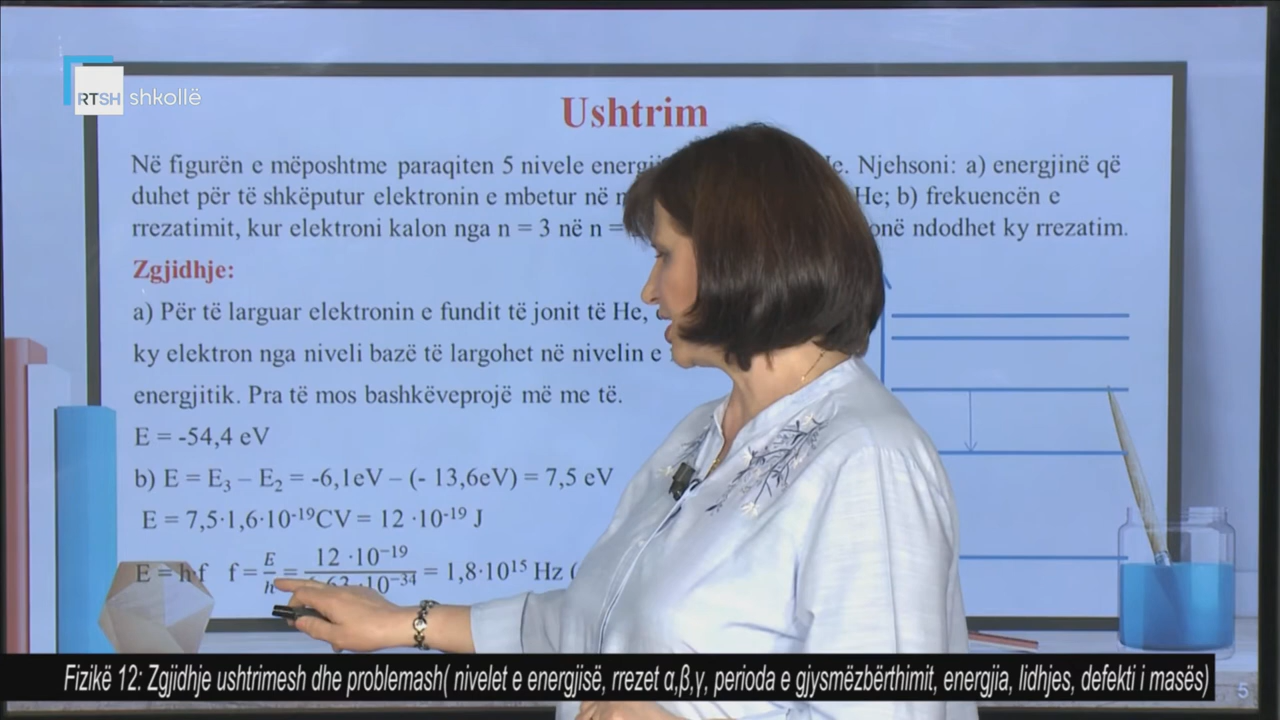 RTSH shkollë
Ushtrim
Në figurën e mëposhtme paraqiten 5 nivele Njehsoni: a) energjinë që
duhet për të shkëputur elektronin e mbetur në He; b) frekuencën e
rrezatimit, kur elektroni kalon nga n = 3 në n = ndodhet ky rrezatim.
Zgjidhje:
a) Për të larguar elektronin e fundit të jonit të He,
ky elektron nga niveli bazë të largohet në nivelin e
energjitik. Pra të mos bashkëveprojë më me të.
E = -54,4 eV
b) E = E₃ – E₂ = -6,1eV – (- 13,6eV) = 7,5 eV
E = 7,5·1,6·10⁻¹⁹CV = 12 ·10⁻¹⁹ J
E = h·f f = E/h = 12 ·10⁻¹⁹/6,63 ·10⁻³⁴ = 1,8·10¹⁵ Hz (
Fizikë 12: Zgjidhje ushtrimesh dhe problemash( nivelet e energjisë, rrezet α,β,γ, perioda e gjysmëzbërthimit, energjia, lidhjes, defekti i masës)
5